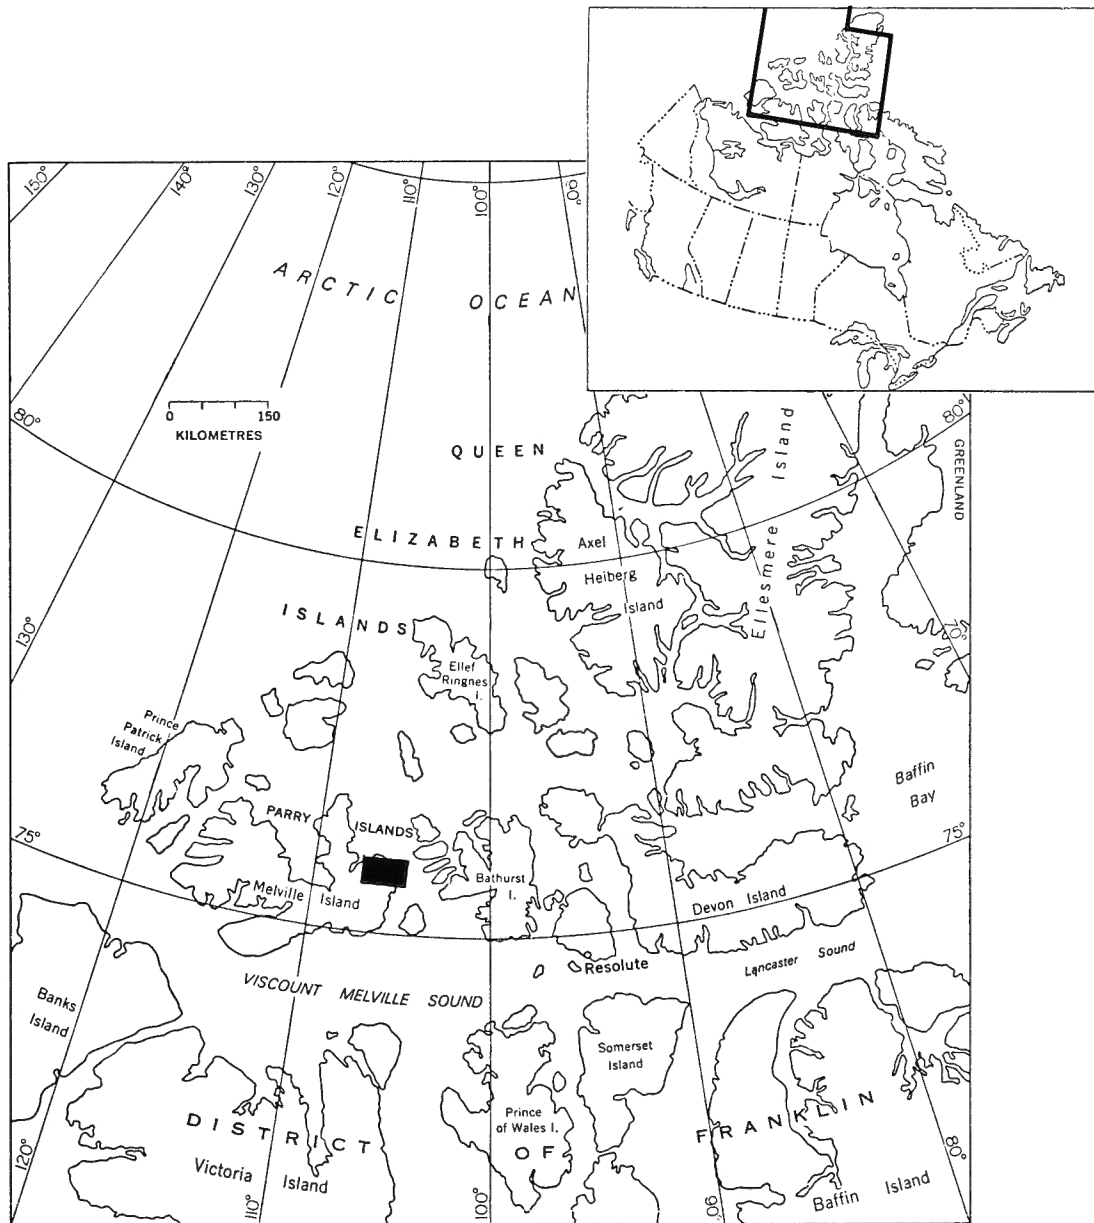 150°
140°
130°
120°
110°
100°
90°
ARCTIC OCEAN
0 150
KILOMETRES
80°
80°
QUEEN
ELIZABETH
ISLANDS
Axel
Heiberg
Island
Ellesmere Island
GREENLAND
130°
70°
Ellef
Ringnes
I.
Prince
Patrick
Island
Baffin
Bay
PARRY ISLANDS
75°
75°
Melville Island
Bathurst
I.
Devon Island
Resolute
Lancaster Sound
VISCOUNT MELVILLE SOUND
Banks
Island
Somerset
Island
Prince
of Wales I.
DISTRICT OF FRANKLIN
Victoria Island
Baffin Island
120°
110°
100°
90°
80°